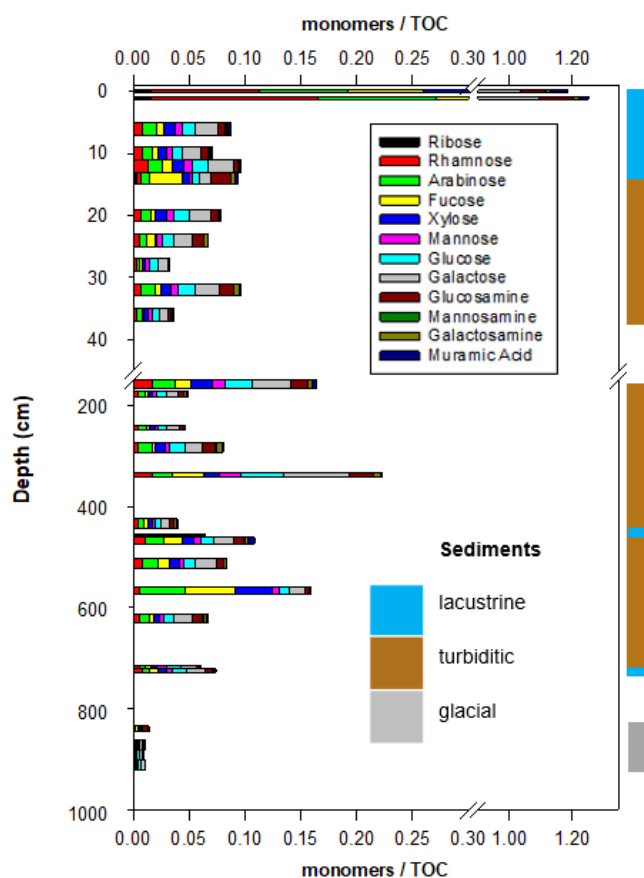 monomers / TOC
0.00 0.05 0.10 0.15 0.20 0.25 0.30 1.00 1.20
0
10
20
30
40
200
400
600
800
1000
Depth (cm)
Ribose
Rhamnose
Arabinose
Fucose
Xylose
Mannose
Glucose
Galactose
Glucosamine
Mannosamine
Galactosamine
Muramic Acid
Sediments
lacustrine
turbiditic
glacial
0.00 0.05 0.10 0.15 0.20 0.25 0.30 1.00 1.20
monomers / TOC